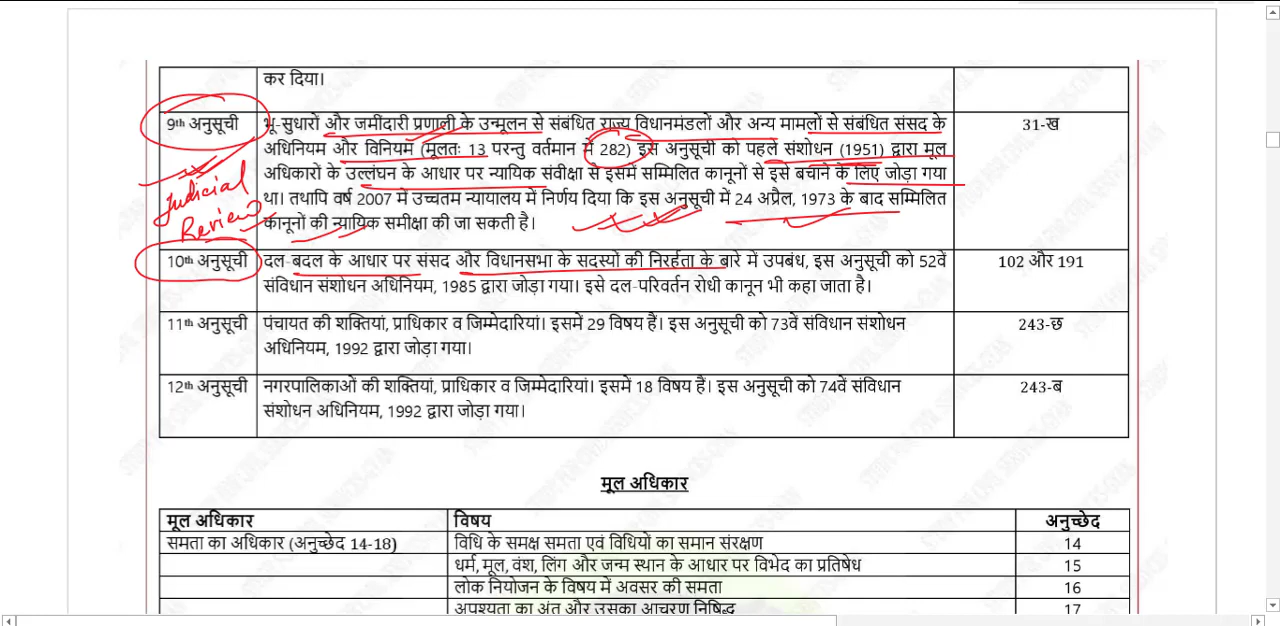 कर दिया।
9th अनुसूची
भू-सुधारों और जमींदारी प्रणाली के उन्मूलन से संबंधित राज्य विधानमंडलों और अन्य मामलों से संबंधित संसद के
31-ख
अधिनियम और विनियम (मूलतः 13 परन्तु वर्तमान में 282) इस अनुसूची को पहले संशोधन (1951) द्वारा मूल
अधिकारों के उल्लंघन के आधार पर न्यायिक संवीक्षा से इसमें सम्मिलित कानूनों से इसे बचाने के लिए जोड़ा गया
था। तथापि वर्ष 2007 में उच्चतम न्यायालय में निर्णय दिया कि इस अनुसूची में 24 अप्रैल, 1973 के बाद सम्मिलित
कानूनों की न्यायिक समीक्षा की जा सकती है।
Judicial
Review
10th अनुसूची
दल-बदल के आधार पर संसद और विधानसभा के सदस्यो की निरर्हता के बारे में उपबंध, इस अनुसूची को 52वें
102 और 191
संविधान संशोधन अधिनियम, 1985 द्वारा जोड़ा गया। इसे दल-परिवर्तन रोधी कानून भी कहा जाता है।
11th अनुसूची
पंचायत की शक्तियां, प्राधिकार व जिम्मेदारियां। इसमें 29 विषय हैं। इस अनुसूची को 73वें संविधान संशोधन
243-छ
अधिनियम, 1992 द्वारा जोड़ा गया।
12th अनुसूची
नगरपालिकाओं की शक्तियां, प्राधिकार व जिम्मेदारियां। इसमें 18 विषय हैं। इस अनुसूची को 74वें संविधान
243-ब
संशोधन अधिनियम, 1992 द्वारा जोड़ा गया।
मूल अधिकार
मूल अधिकार विषय अनुच्छेद
समता का अधिकार (अनुच्छेद 14-18) विधि के समक्ष समता एवं विधियों का समान संरक्षण 14
धर्म, मूल, वंश, लिंग और जन्म स्थान के आधार पर विभेद का प्रतिषेध 15
लोक नियोजन के विषय में अवसर की समता 16
अपश्यता का अंत और उसका आचरण निषिद्ध 17